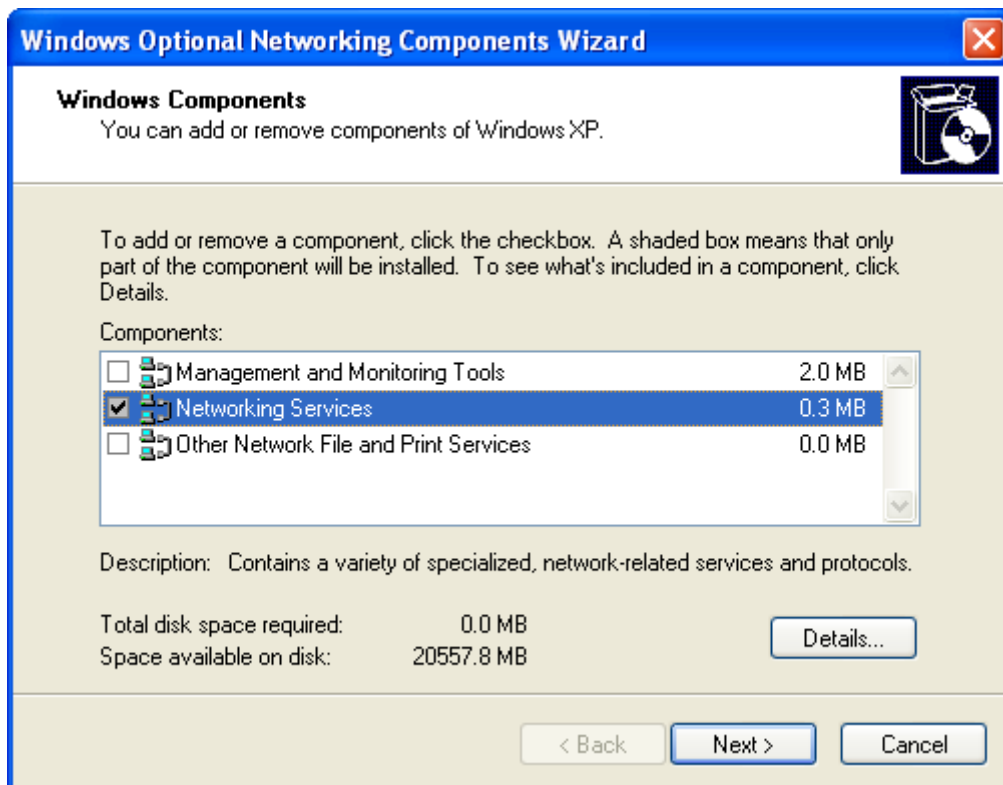 Windows Optional Networking Components Wizard
Windows Components
You can add or remove components of Windows XP.
To add or remove a component, click the checkbox. A shaded box means that only
part of the component will be installed. To see what's included in a component, click
Details.
Components:
Management and Monitoring Tools 2.0 MB
Networking Services 0.3 MB
Other Network File and Print Services 0.0 MB
Description: Contains a variety of specialized, network-related services and protocols.
Total disk space required: 0.0 MB
Space available on disk: 20557.8 MB
Details...
< Back Next > Cancel